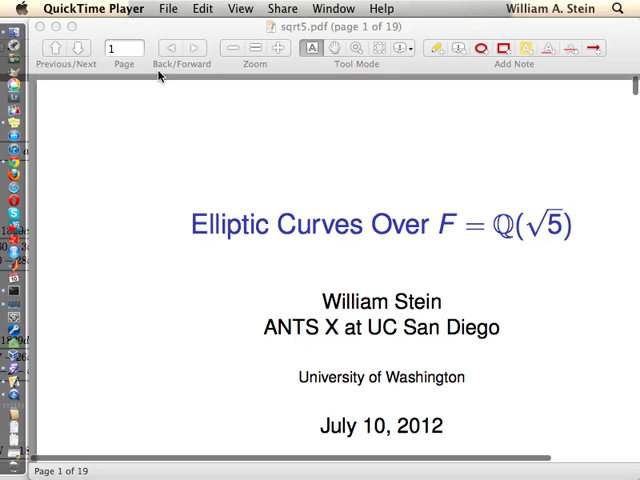 QuickTime Player File Edit View Share Window Help William A. Stein
sqrt5.pdf (page 1 of 19)
1
Previous/Next Page Back/Forward Zoom Tool Mode Add Note
Elliptic Curves Over F = ℚ(√5)
William Stein
ANTS X at UC San Diego
University of Washington
July 10, 2012
Page 1 of 19